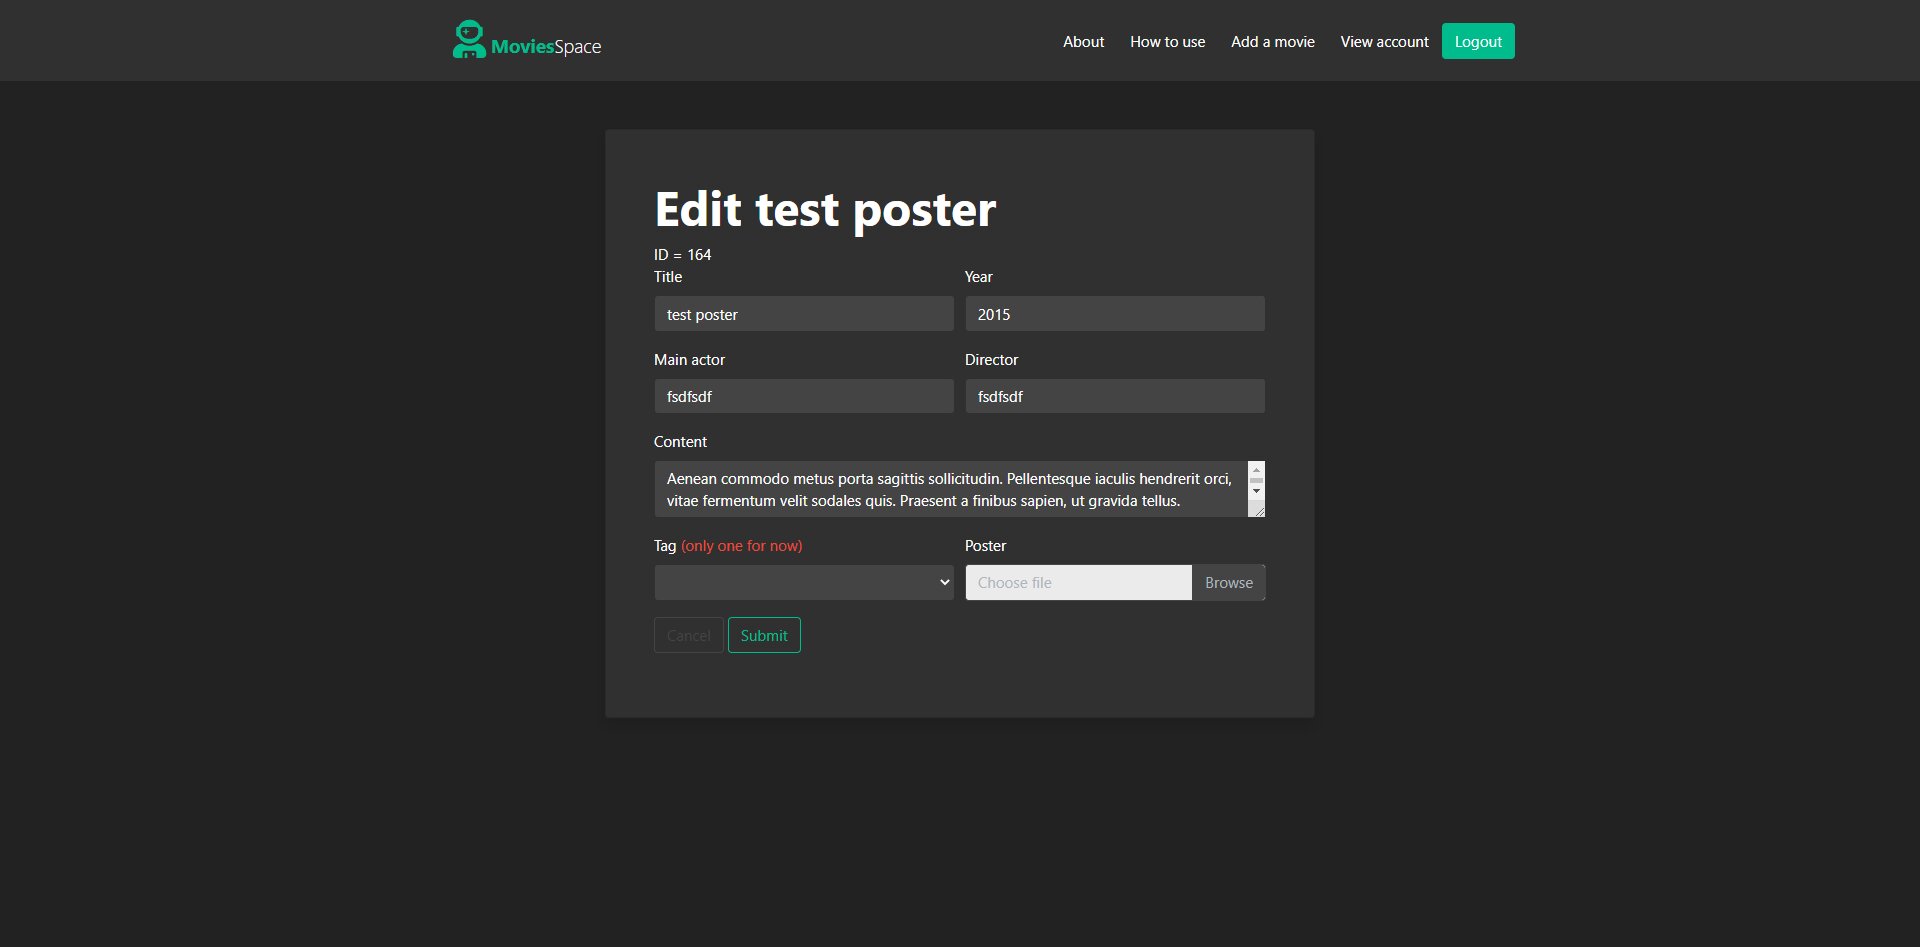 MoviesSpace
About How to use Add a movie View account Logout
Edit test poster
ID = 164
Title Year
test poster 2015
Main actor Director
fsdfsdf fsdfsdf
Content
Aenean commodo metus porta sagittis sollicitudin. Pellentesque iaculis hendrerit orci,
vitae fermentum velit sodales quis. Praesent a finibus sapien, ut gravida tellus.
Tag (only one for now) Poster
Choose file Browse
Cancel Submit